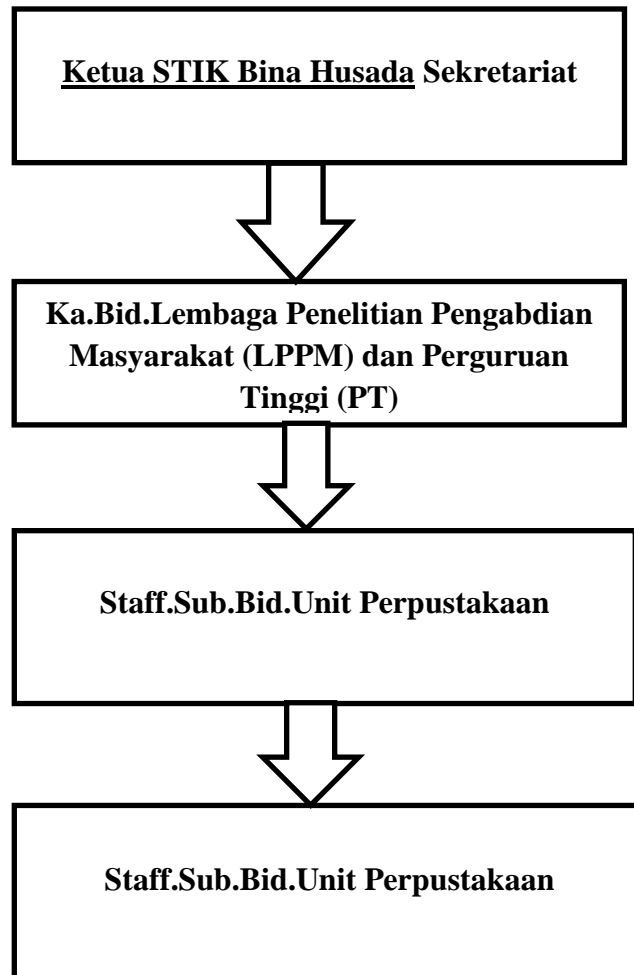 Ketua STIK Bina Husada Sekretariat
Ka.Bid.Lembaga Penelitian Pengabdian
Masyarakat (LPPM) dan Perguruan
Tinggi (PT)
Staff.Sub.Bid.Unit Perpustakaan
Staff.Sub.Bid.Unit Perpustakaan